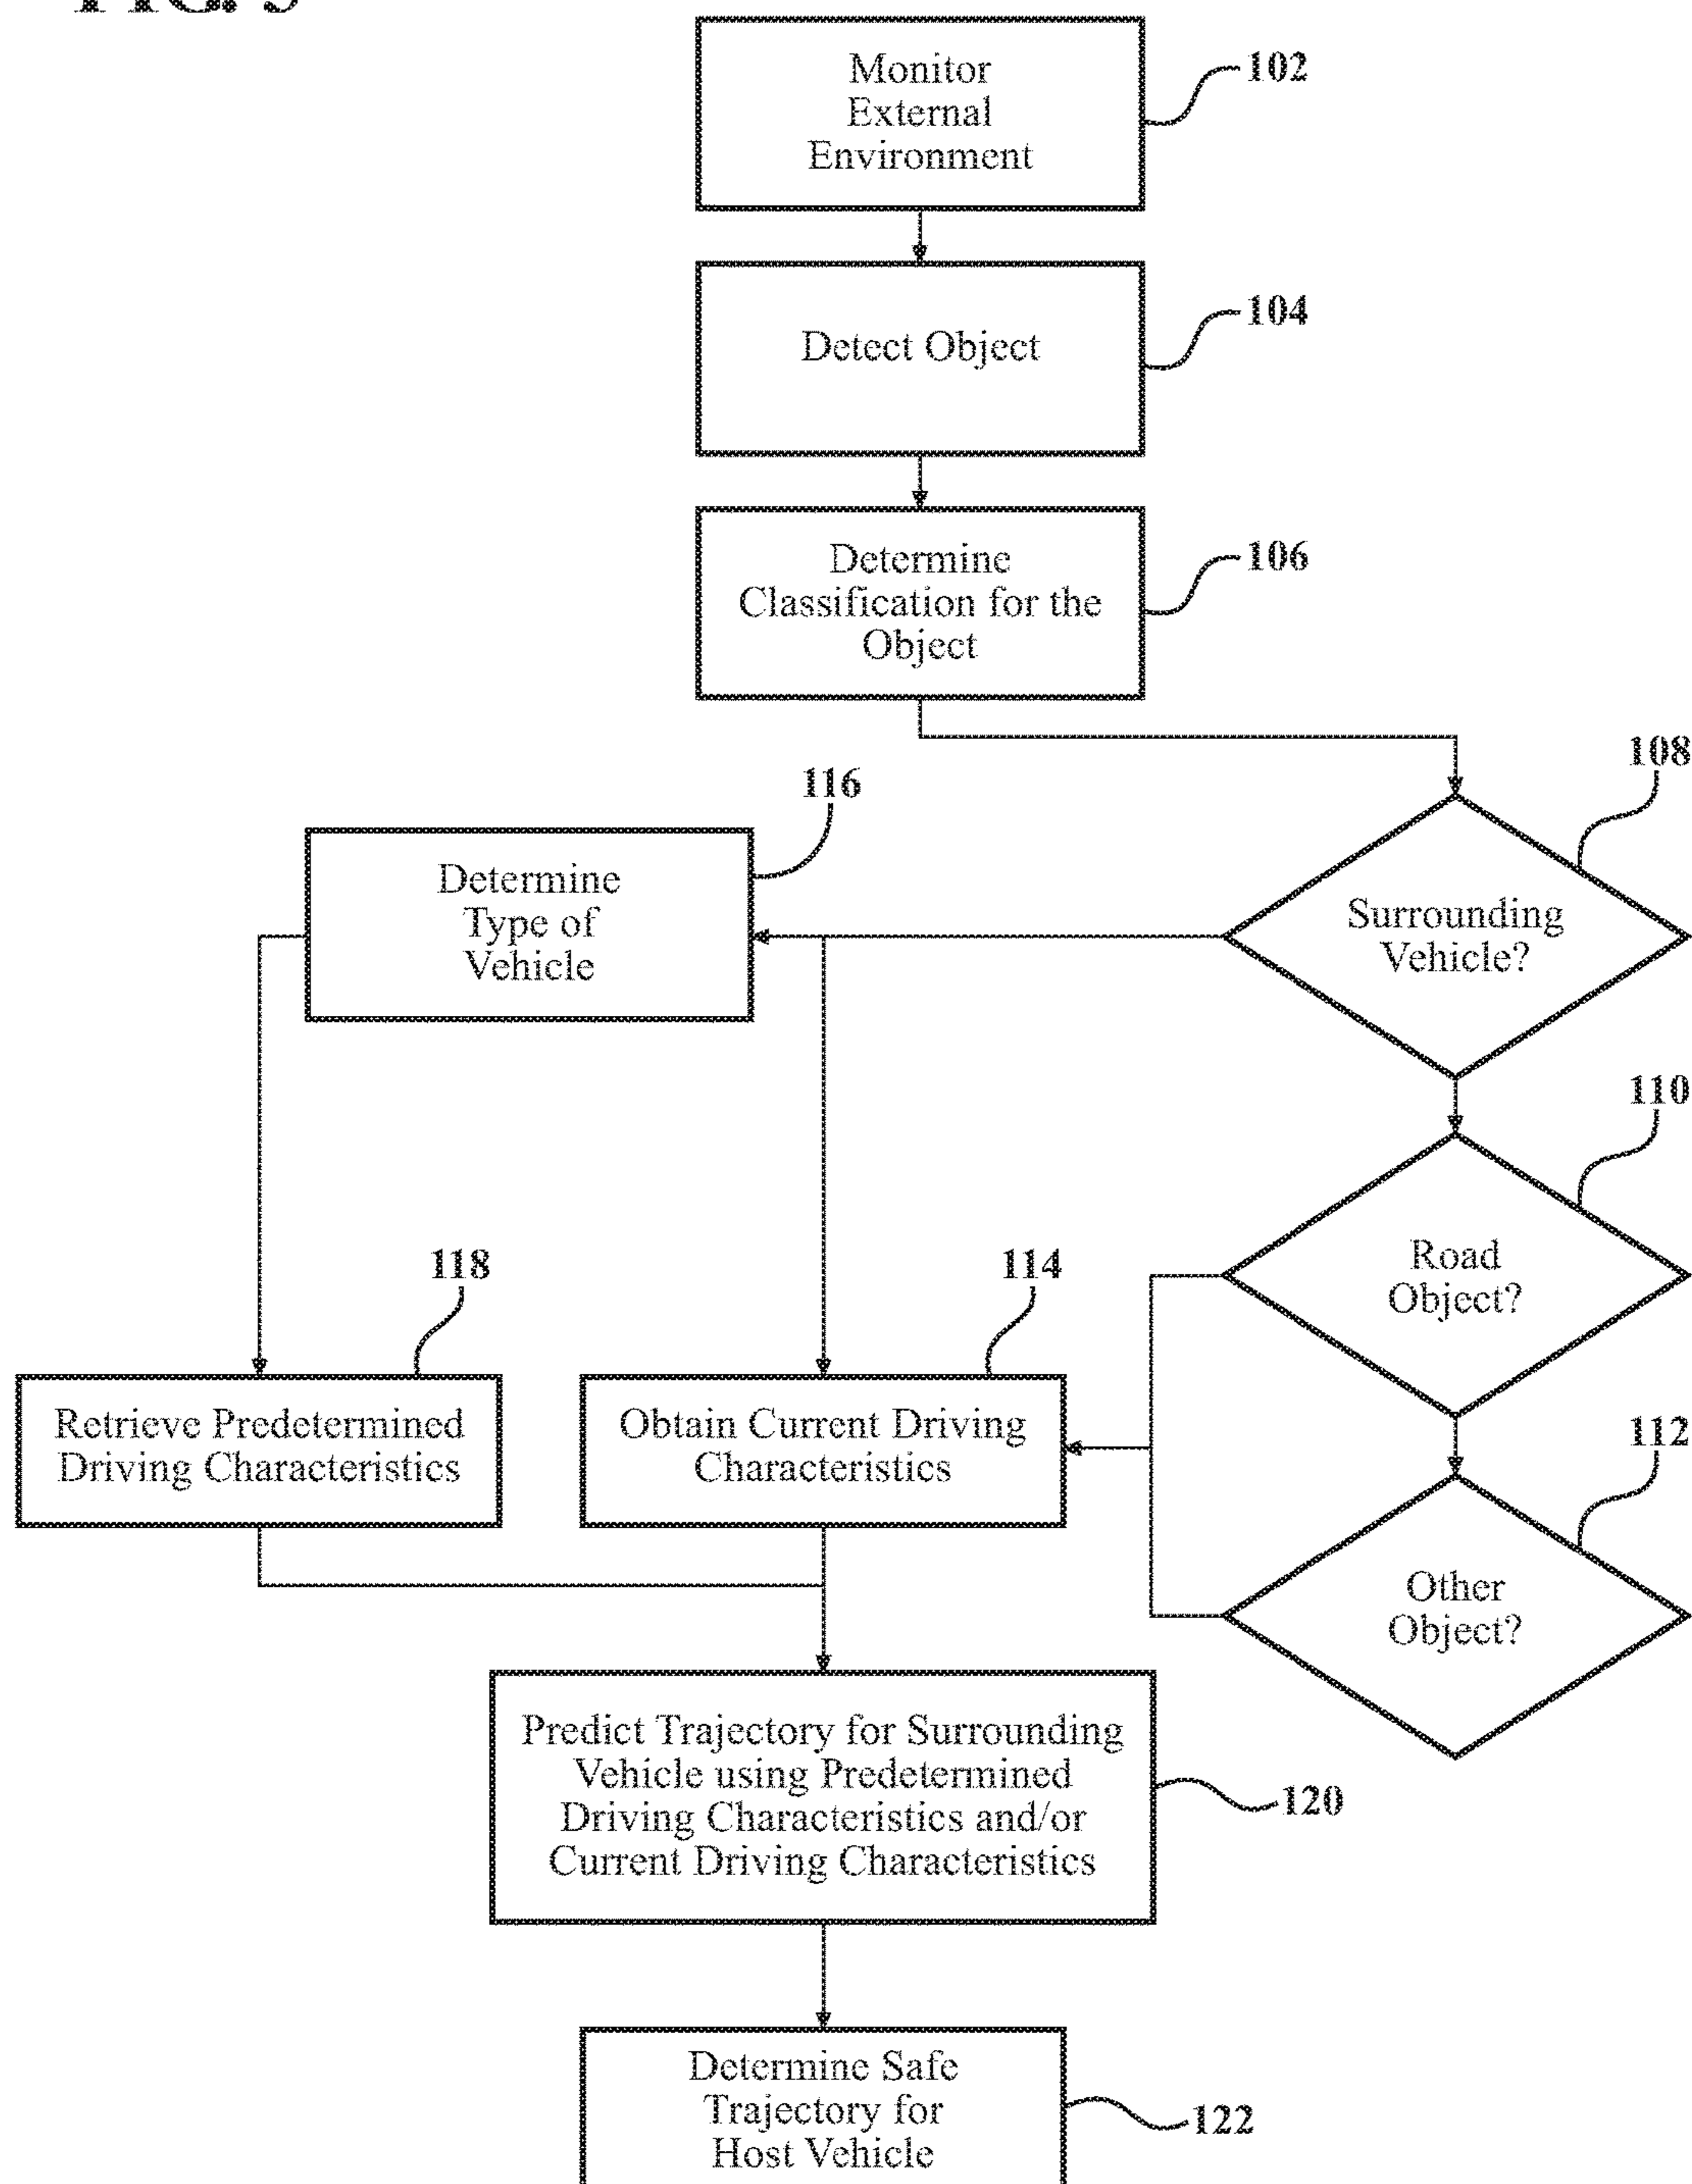 Monitor
External
Environment
102
Detect Object
104
Determine
Classification for the
Object
106
108
116
Determine
Type of
Vehicle
Surrounding
Vehicle?
110
118
114
Road
Object?
Retrieve Predetermined
Driving Characteristics
Obtain Current Driving
Characteristics
112
Other
Object?
Predict Trajectory for Surrounding
Vehicle using Predetermined
Driving Characteristics and/or
Current Driving Characteristics
120
Determine Safe
Trajectory for
Host Vehicle
122